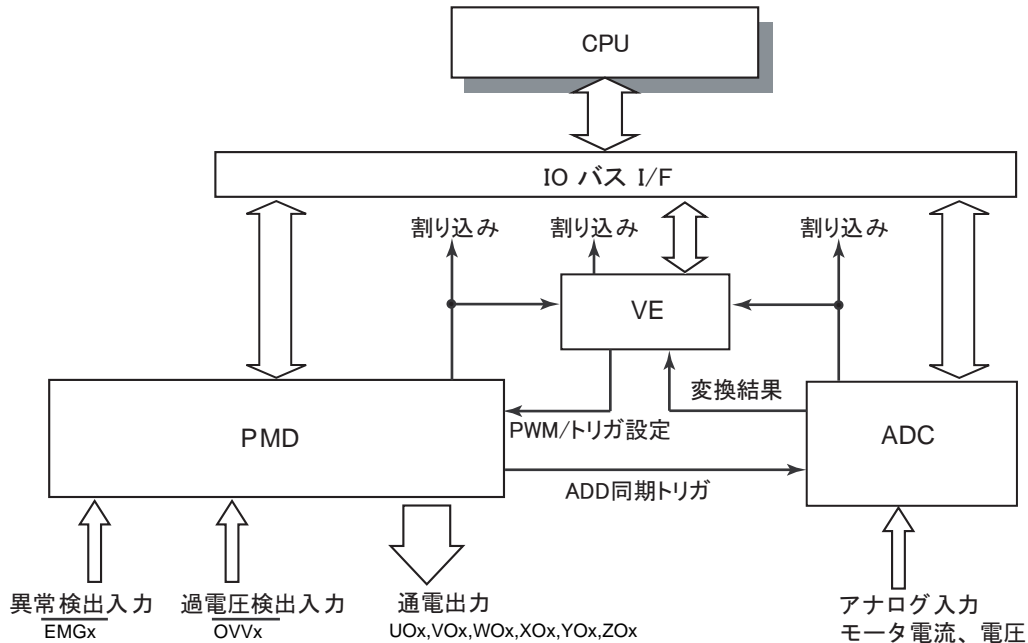 CPU
IO バス I/F
割り込み
割り込み
割り込み
VE
変換結果
PMD
PWM/トリガ設定
ADC
ADD同期トリガ
異常検出入力
EMGx
過電圧検出入力
OVVx
通電出力
UOx,VOx,WOx,XOx,YOx,ZOx
アナログ入力
モータ電流、電圧